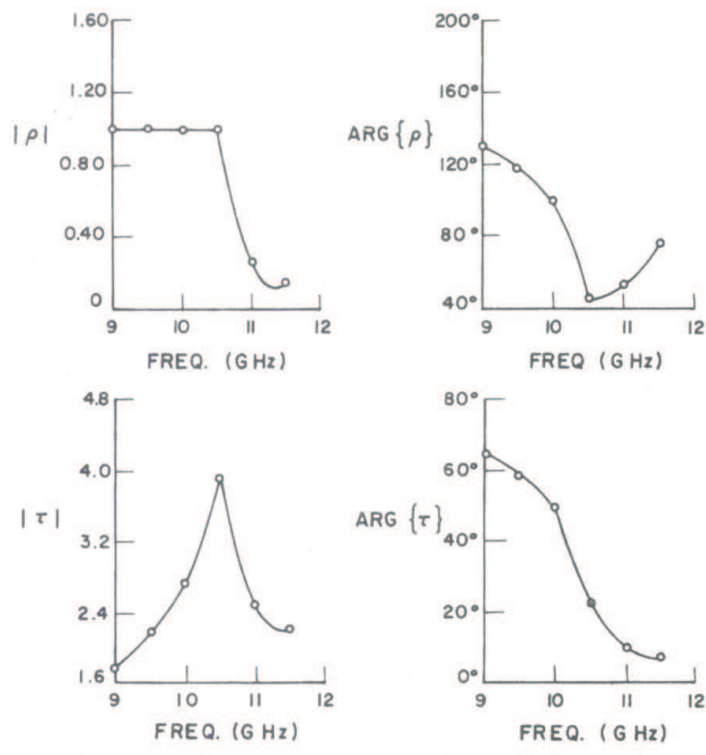 1.60
1.20
|ρ|
0.80
0.40
0
9 10 11 12
FREQ. (GHz)
200°
160°
ARG{ρ}
120°
80°
40°
9 10 11 12
FREQ (GHz)
4.8
4.0
|τ|
3.2
2.4
1.6
9 10 11 12
FREQ. (GHz)
80°
60°
ARG {τ}
40°
20°
0°
9 10 11 12
FREQ. (GHz)